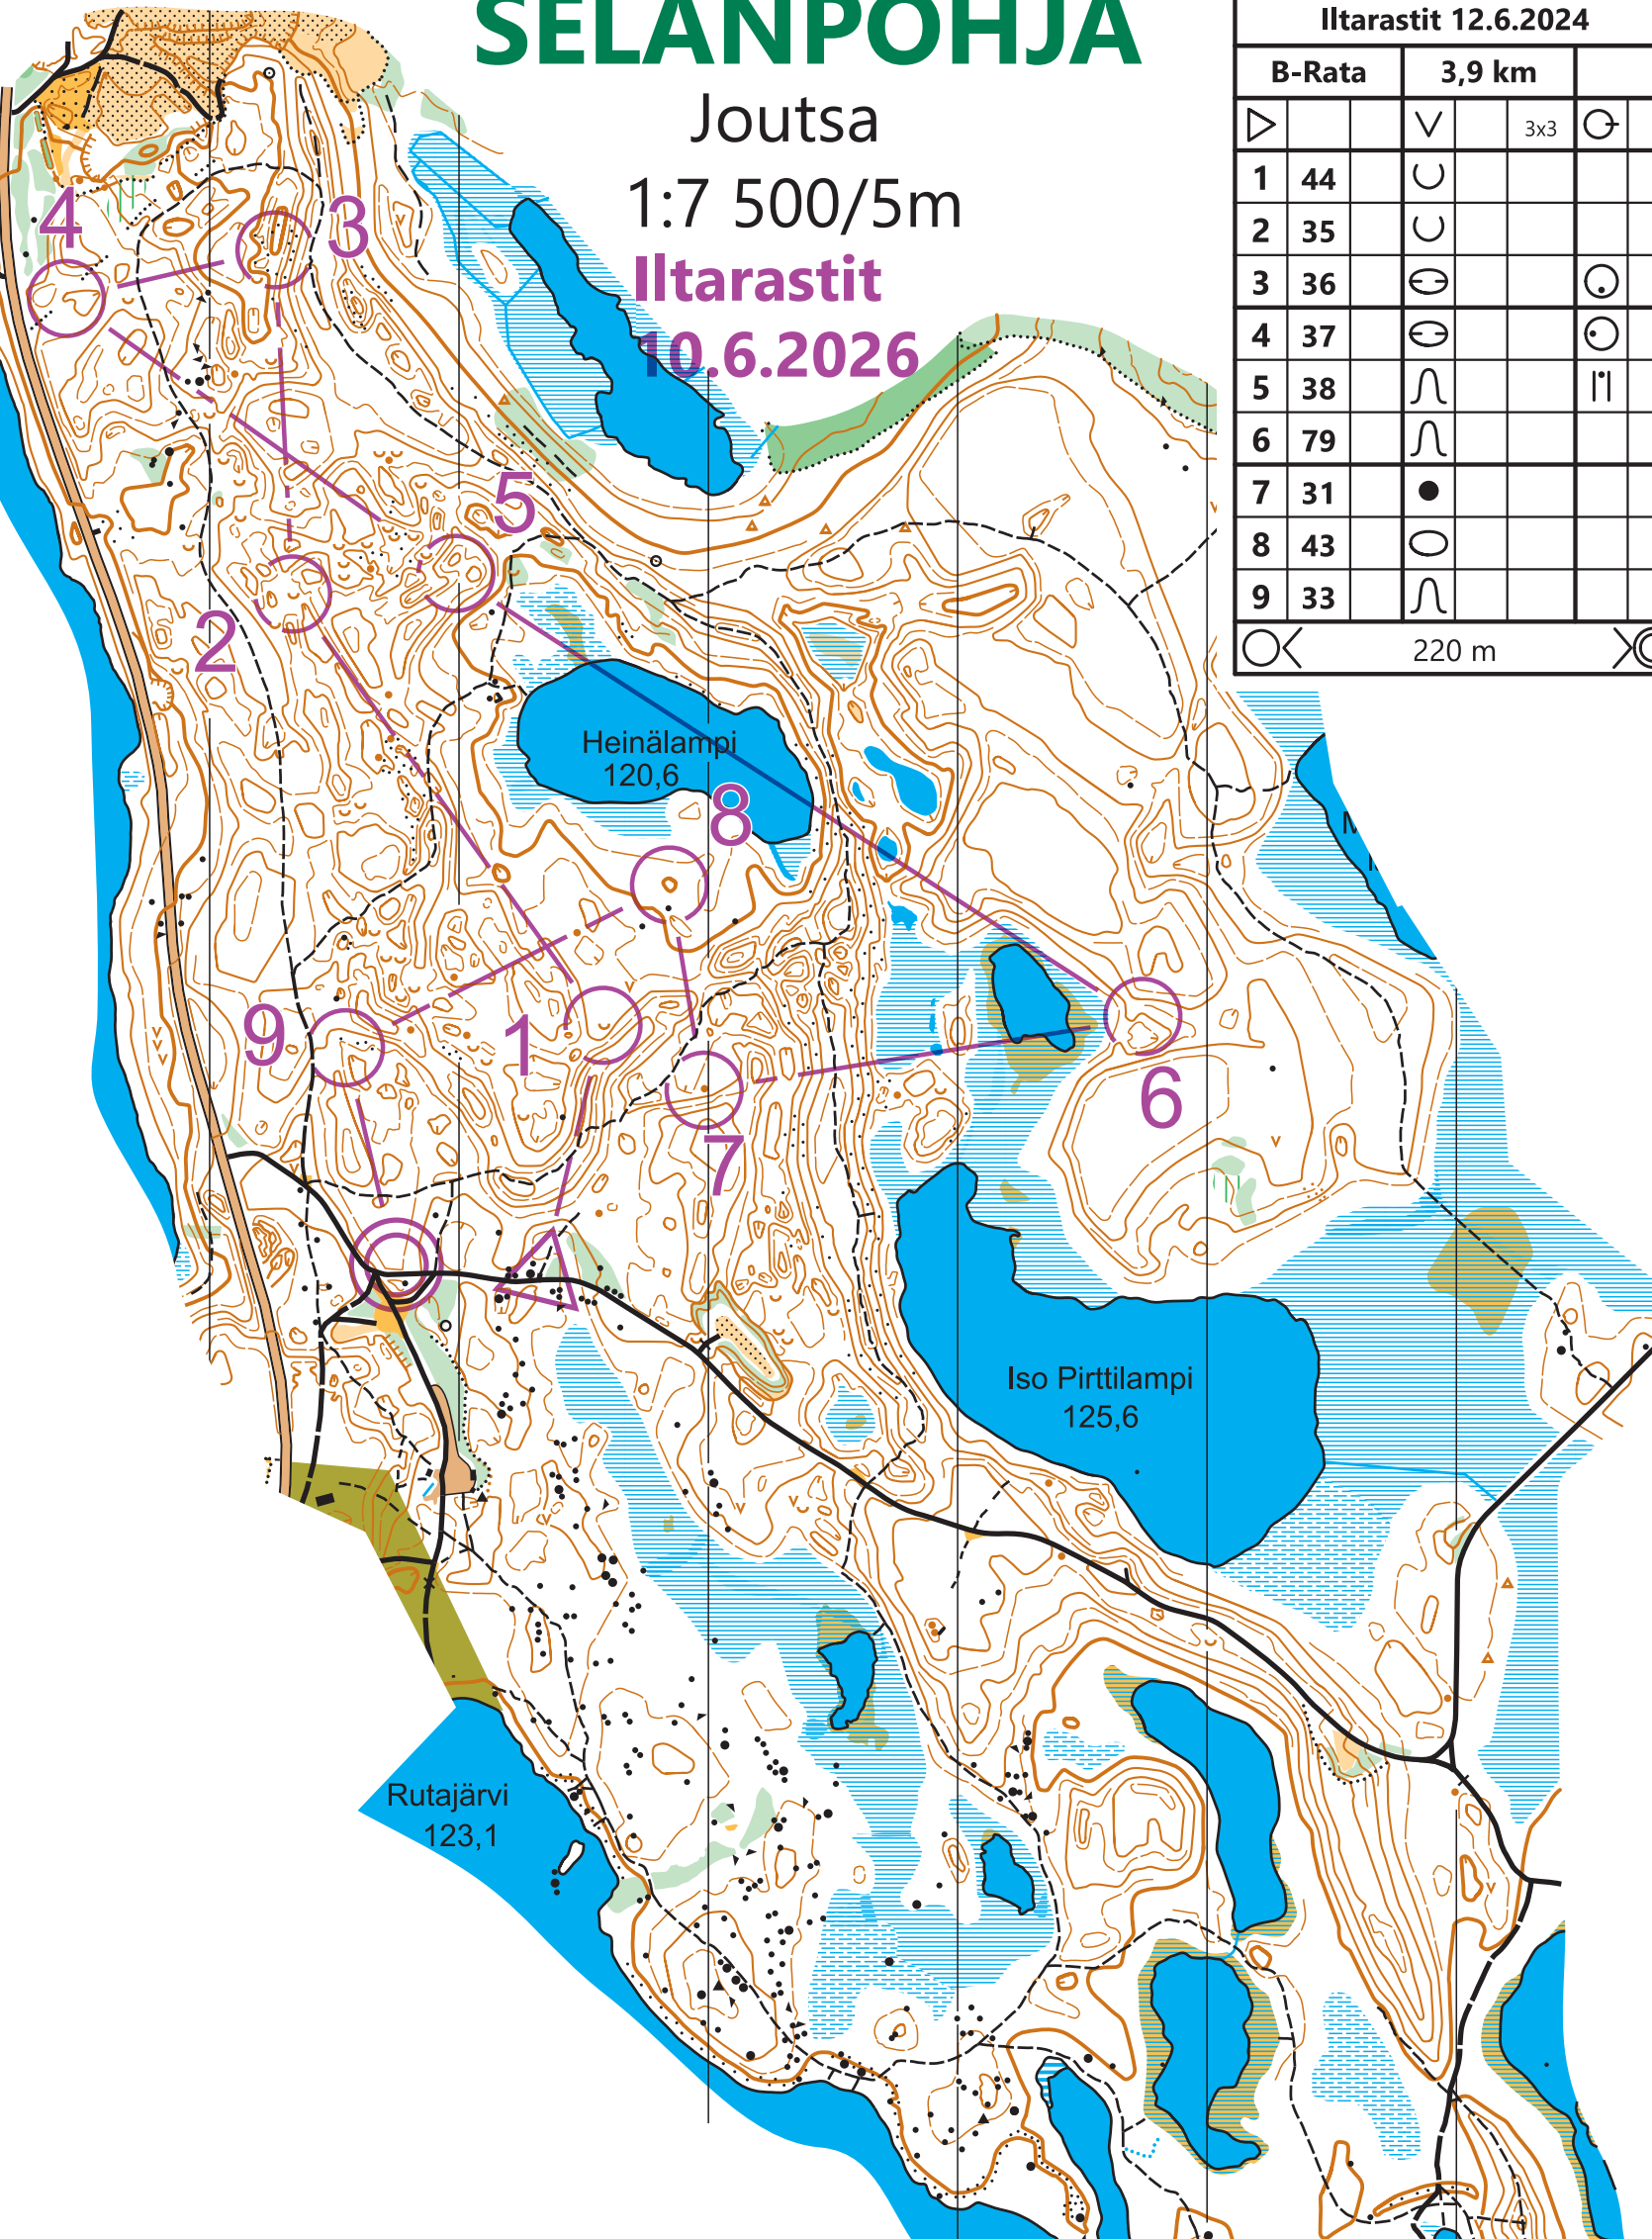 SELÄNPOHJA
Joutsa
1:7 500/5m
Iltarastit
10.6.2026
Iltarastit 12.6.2024
B-Rata 3,9 km
3x3
1 44
2 35
3 36
4 37
5 38
6 79
7 31
8 43
9 33
220 m
4
3
5
2
Heinälampi
120,6
8
9
1
6
7
Iso Pirttilampi
125,6
Rutajärvi
123,1